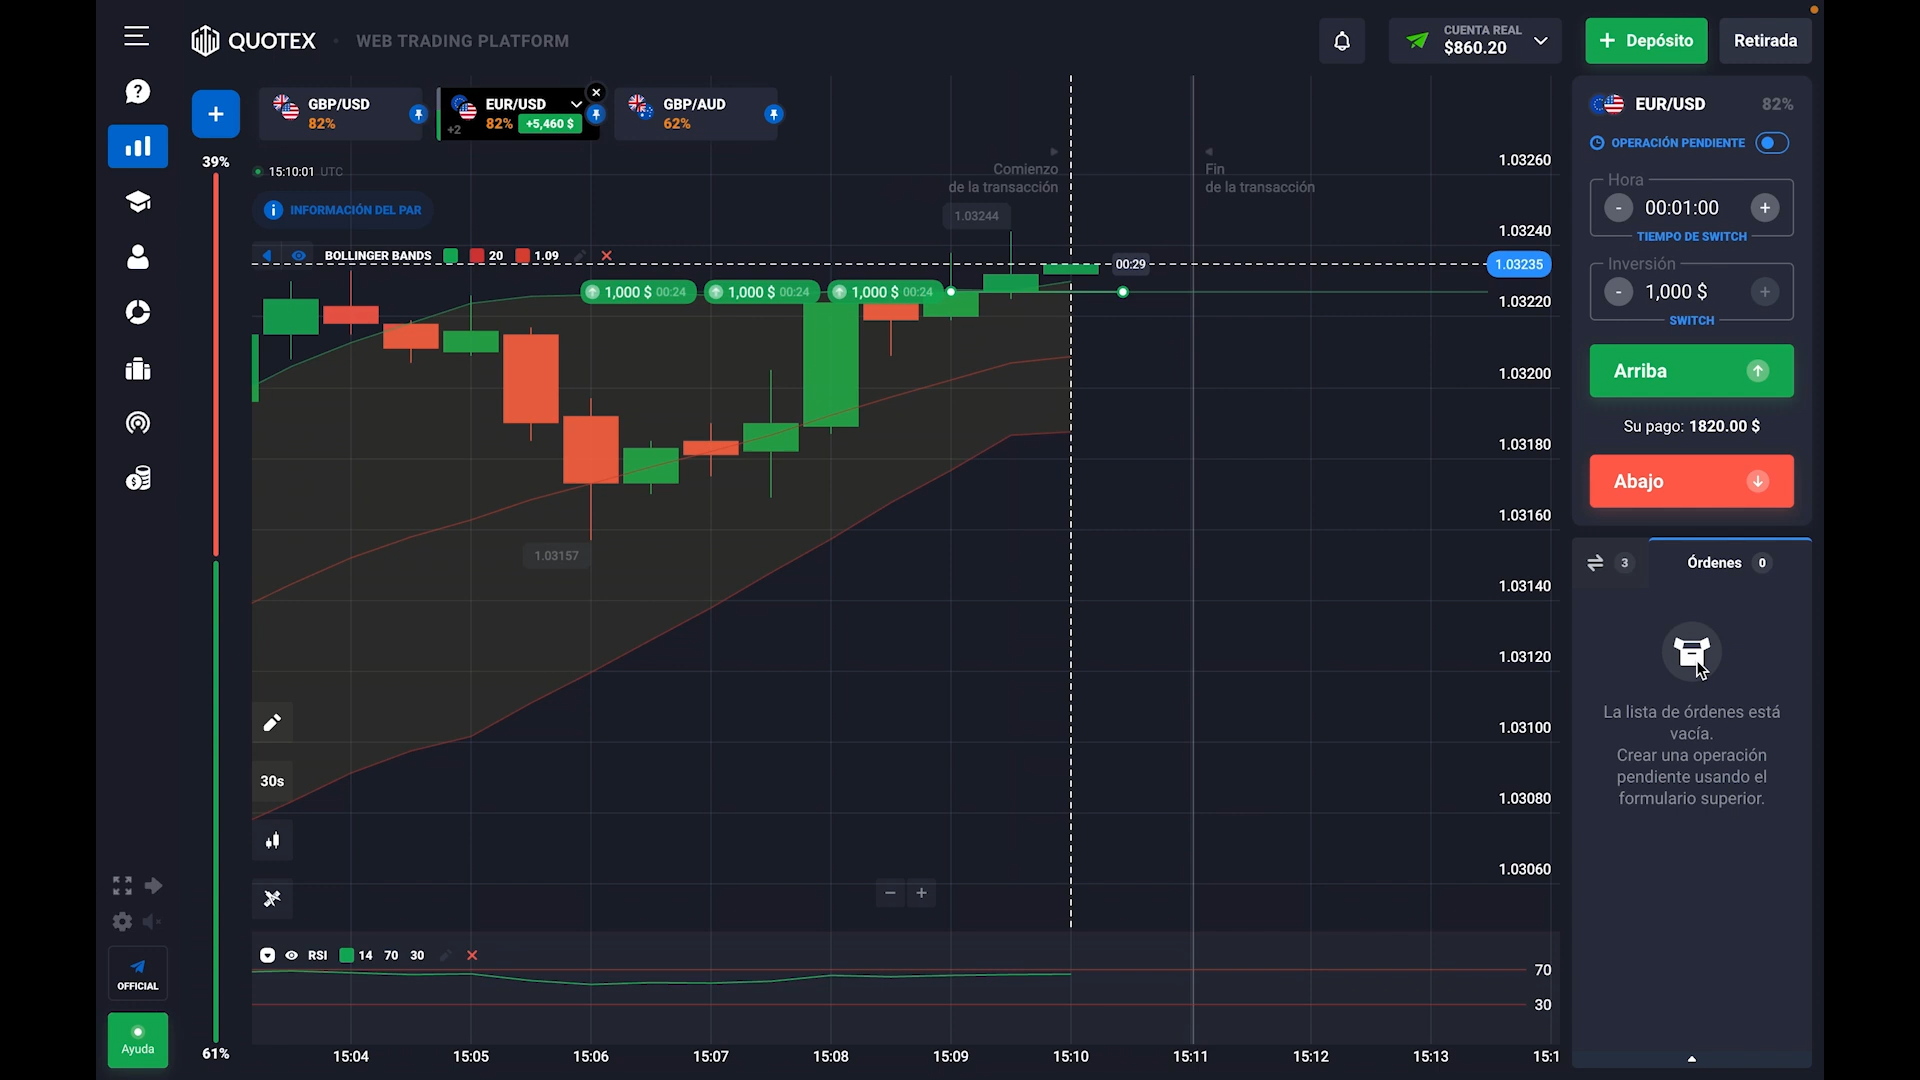 QUOTEX
WEB TRADING PLATFORM
CUENTA REAL
$860.20
+ Depósito
Retirada
GBP/USD
82%
EUR/USD
82% +5,460 $
+2
GBP/AUD
62%
39%
15:10:01 UTC
INFORMACIÓN DEL PAR
BOLLINGER BANDS 20 1.09
Comienzo
de la transacción
Fin
de la transacción
1.03244
00:29
1,000 $ 00:24
1,000 $ 00:24
1,000 $ 00:24
1.03157
1.03260
1.03240
1.03235
1.03220
1.03200
1.03180
1.03160
1.03140
1.03120
1.03100
1.03080
1.03060
30s
RSI 14 70 30
70
30
15:04
15:05
15:06
15:07
15:08
15:09
15:10
15:11
15:12
15:13
15:1
61%
OFFICIAL
Ayuda
EUR/USD 82%
OPERACIÓN PENDIENTE
Hora
- 00:01:00 +
TIEMPO DE SWITCH
Inversión
- 1,000 $ +
SWITCH
Arriba
Su pago: 1820.00 $
Abajo
3
Órdenes 0
La lista de órdenes está
vacía.
Crear una operación
pendiente usando el
formulario superior.